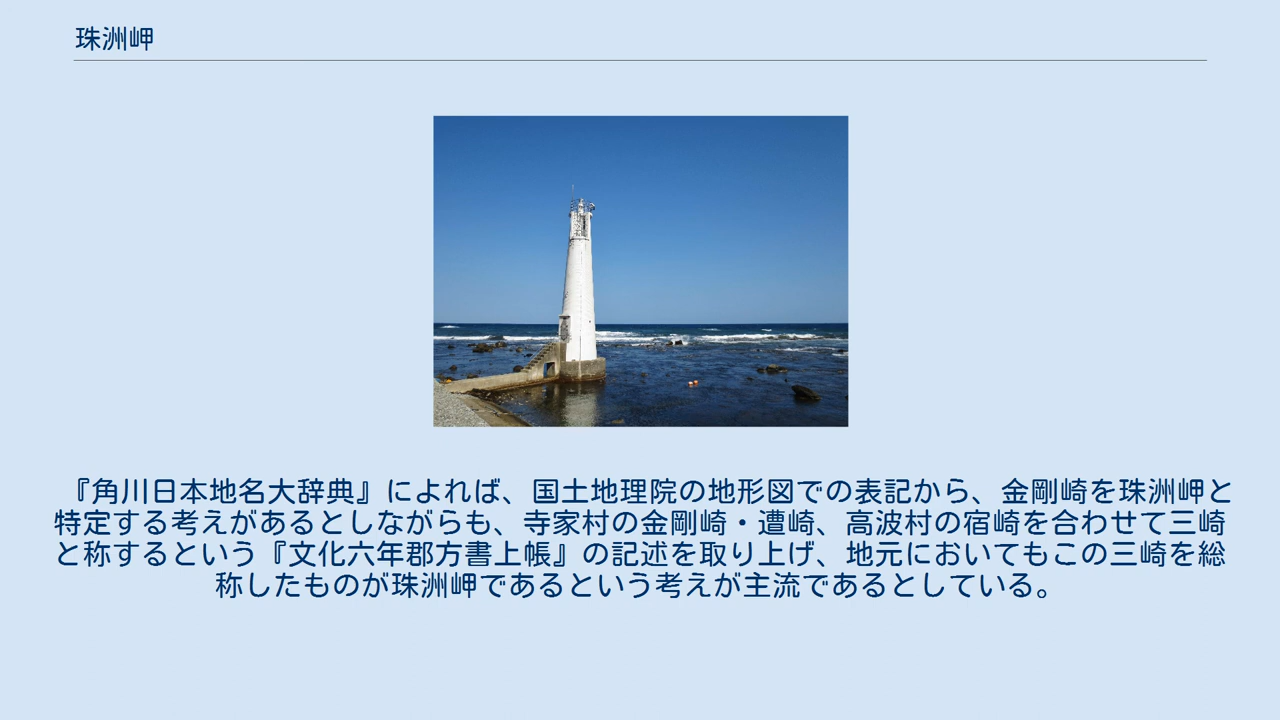 珠洲岬
『角川日本地名大辞典』によれば、国土地理院の地形図での表記から、金剛崎を珠洲岬と
特定する考えがあるとしながらも、寺家村の金剛崎・遭崎、高波村の宿崎を合わせて三崎
と称するという『文化六年郡方書上帳』の記述を取り上げ、地元においてもこの三崎を総
称したものが珠洲岬であるという考えが主流であるとしている。